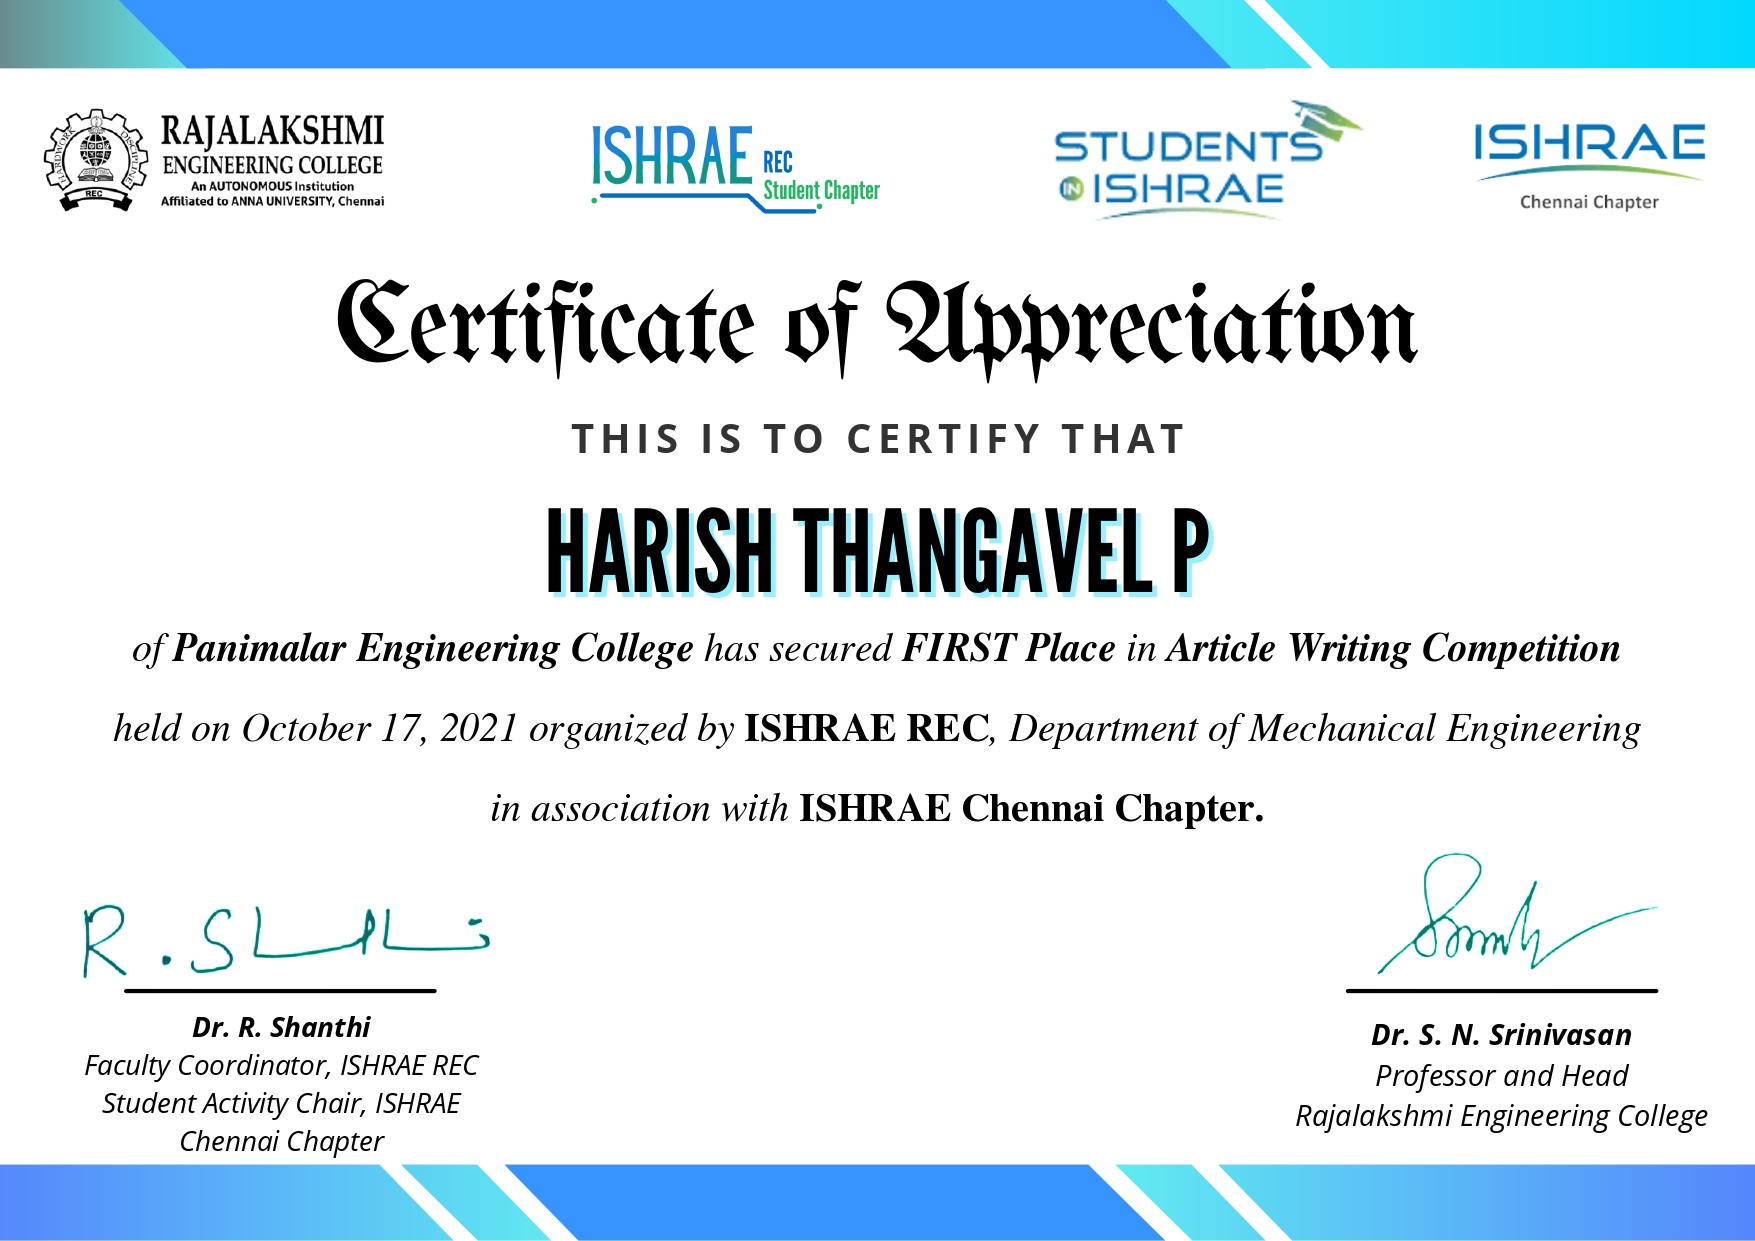 HARDWORK DISCIPLINE
REC
RAJALAKSHMI
ENGINEERING COLLEGE
An AUTONOMOUS Institution
Affiliated to ANNA UNIVERSITY, Chennai
ISHRAE REC
Student Chapter
STUDENTS
IN ISHRAE
ISHRAE
Chennai Chapter
Certificate of Appreciation
THIS IS TO CERTIFY THAT
HARISH THANGAVEL P
of Panimalar Engineering College has secured FIRST Place in Article Writing Competition
held on October 17, 2021 organized by ISHRAE REC, Department of Mechanical Engineering
in association with ISHRAE Chennai Chapter.
R. Sh
Dr. R. Shanthi
Faculty Coordinator, ISHRAE REC
Student Activity Chair, ISHRAE
Chennai Chapter
Dr. S. N. Srinivasan
Professor and Head
Rajalakshmi Engineering College